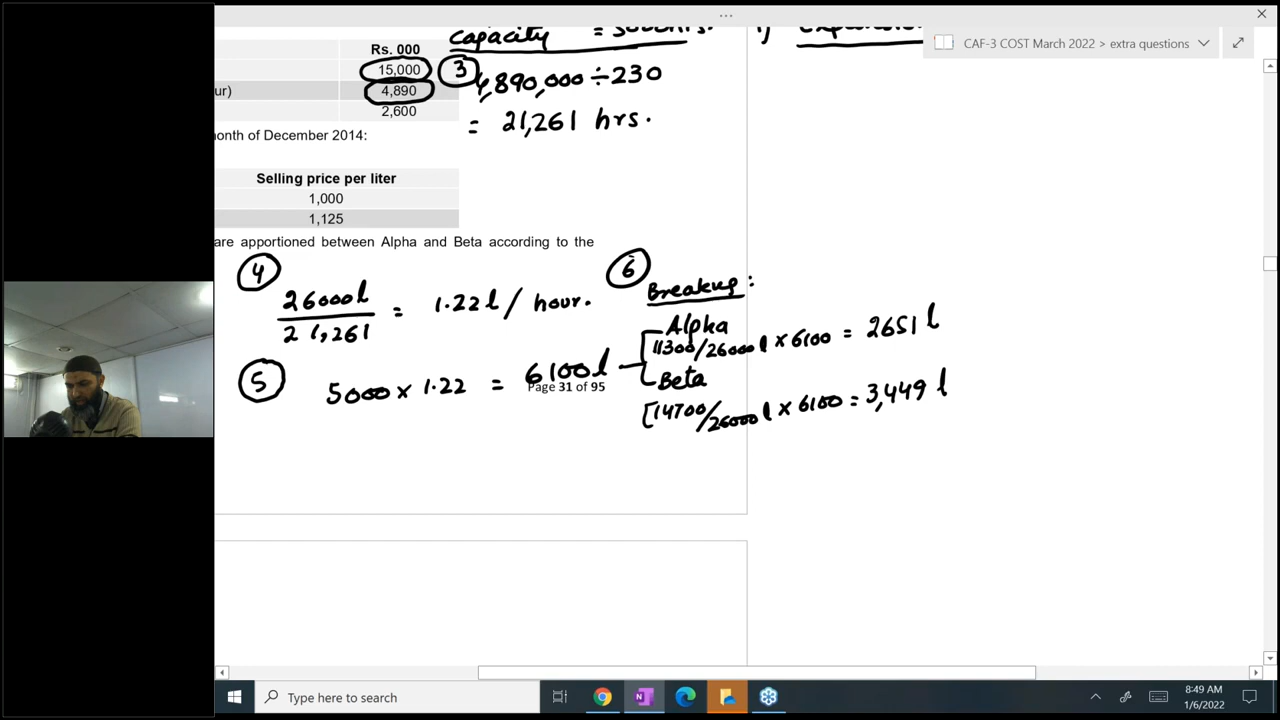 CAF-3 COST March 2022 > extra questions
capacity
Rs. 000
15,000
our) 4,890
2,600
3 4,890,000 ÷ 230
= 21,261 hrs.
onth of December 2014:
Selling price per liter
1,000
1,125
are apportioned between Alpha and Beta according to the
4
26000l / 21,261 = 1.22 l / hour.
5
5000 × 1.22 = 6100 l
Page 31 of 95
6
Breakup:
Alpha
11300/26000 l × 6100 = 2651 l
Beta
[14700/26000 l × 6100 = 3,449 l
Type here to search
8:49 AM
1/6/2022